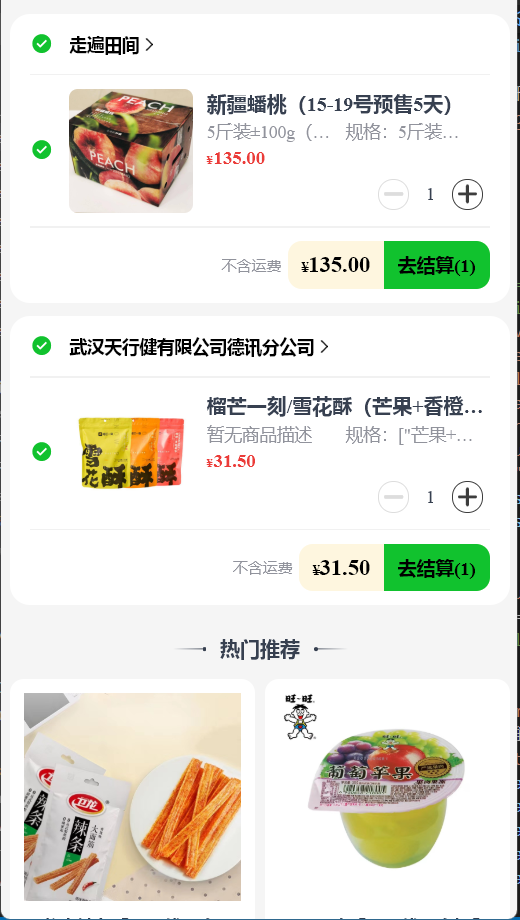 走遍田间
PEACH
PEACH
新疆蟠桃（15-19号预售5天）
5斤装±100g（… 规格：5斤装…
¥135.00
1
不含运费 ¥135.00 去结算(1)
武汉天行健有限公司德讯分公司
雪花酥
酥
酥
榴芒一刻/雪花酥（芒果+香橙…
暂无商品描述 规格：["芒果+…
¥31.50
1
不含运费 ¥31.50 去结算(1)
热门推荐
卫龙
辣条
大面筋
旺-旺
葡萄苹果